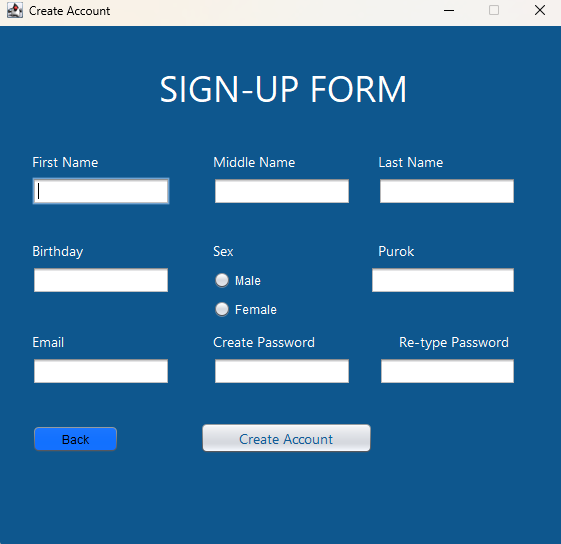 Create Account
SIGN-UP FORM
First Name Middle Name Last Name
Birthday Sex Purok
Male
Female
Email Create Password Re-type Password
Back Create Account